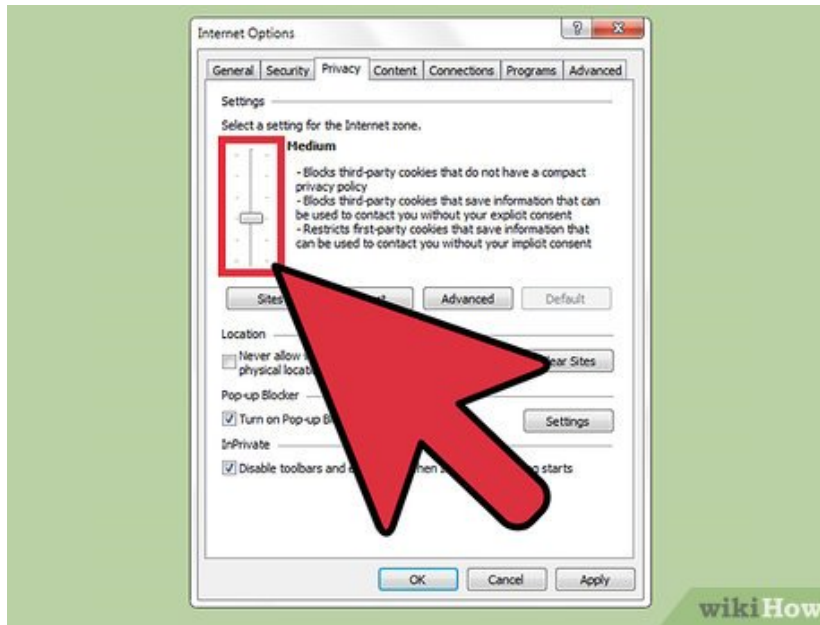 Internet Options
General Security Privacy Content Connections Programs Advanced
Settings
Select a setting for the Internet zone.
Medium
- Blocks third-party cookies that do not have a compact
privacy policy
- Blocks third-party cookies that save information that can
be used to contact you without your explicit consent
- Restricts first-party cookies that save information that
can be used to contact you without your implicit consent
Sites Advanced Default
Location
Never allow
physical Sites
Pop-up Blocker
Turn on Pop-up Settings
InPrivate
Disable toolbars and starts
OK Cancel Apply
wikiHow